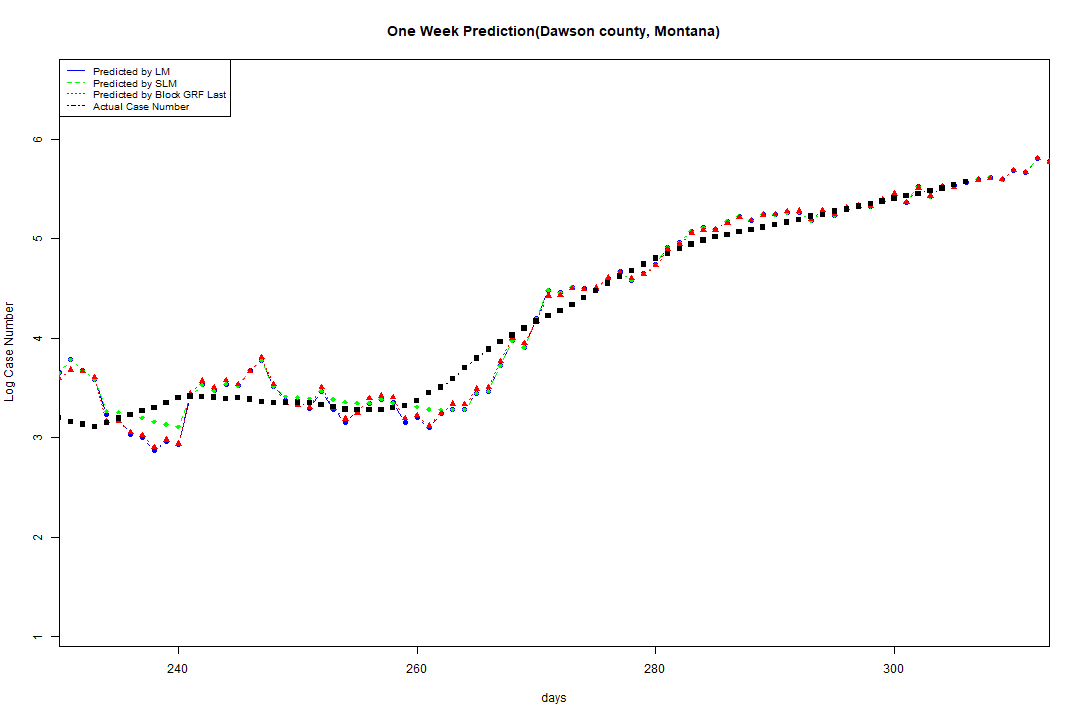 One Week Prediction(Dawson county, Montana)
Predicted by LM
Predicted by SLM
Predicted by Block GRF Last
Actual Case Number
6
5
4
3
2
1
Log Case Number
240
260
280
300
days